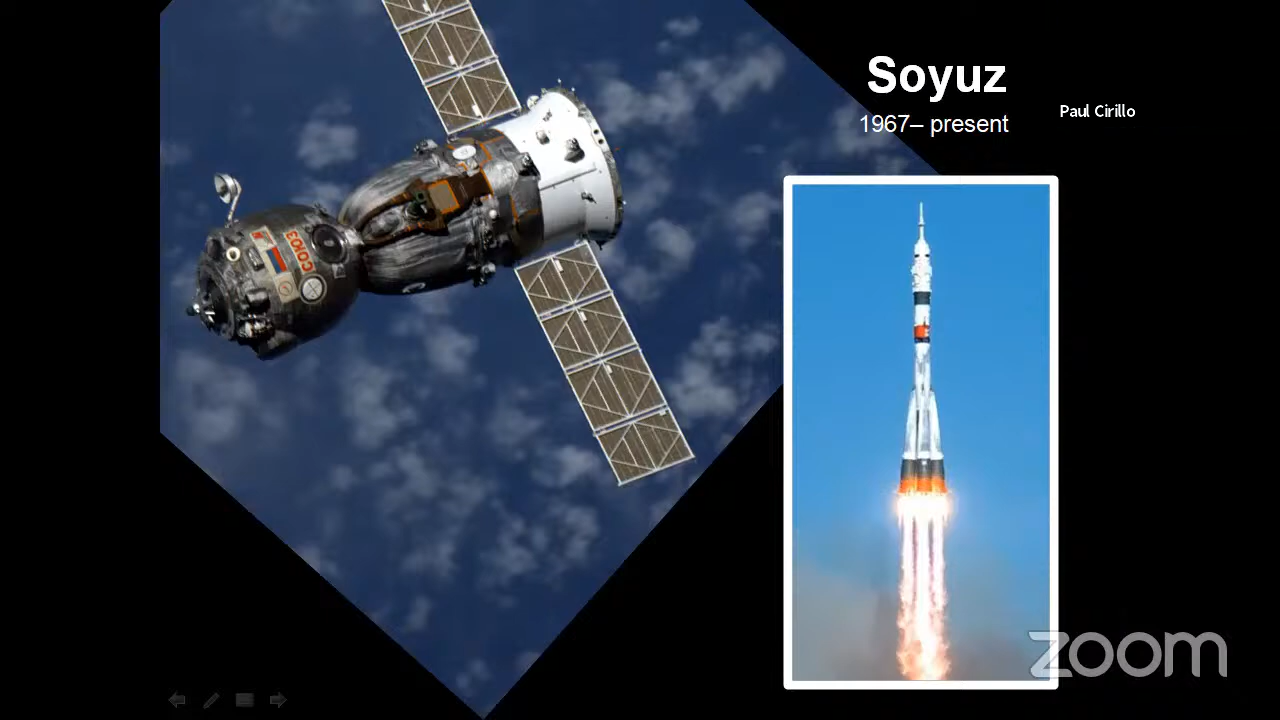 Soyuz
1967– present
Paul Cirillo
СОЮЗ
zoom